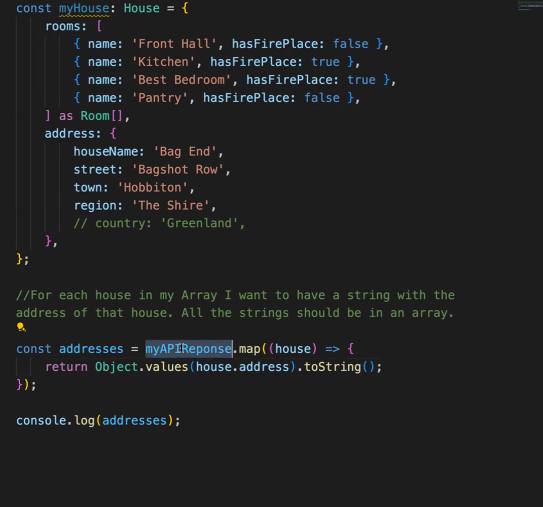 const myHouse: House = {
rooms: [
{ name: 'Front Hall', hasFirePlace: false },
{ name: 'Kitchen', hasFirePlace: true },
{ name: 'Best Bedroom', hasFirePlace: true },
{ name: 'Pantry', hasFirePlace: false },
] as Room[],
address: {
houseName: 'Bag End',
street: 'Bagshot Row',
town: 'Hobbiton',
region: 'The Shire',
// country: 'Greenland',
},
};
//For each house in my Array I want to have a string with the
address of that house. All the strings should be in an array.
const addresses = myAPIReponse.map((house) => {
return Object.values(house.address).toString();
});
console.log(addresses);